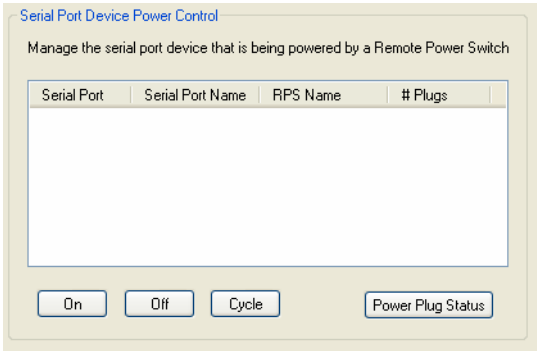 Serial Port Device Power Control
Manage the serial port device that is being powered by a Remote Power Switch
Serial Port Serial Port Name RPS Name # Plugs
On Off Cycle Power Plug Status